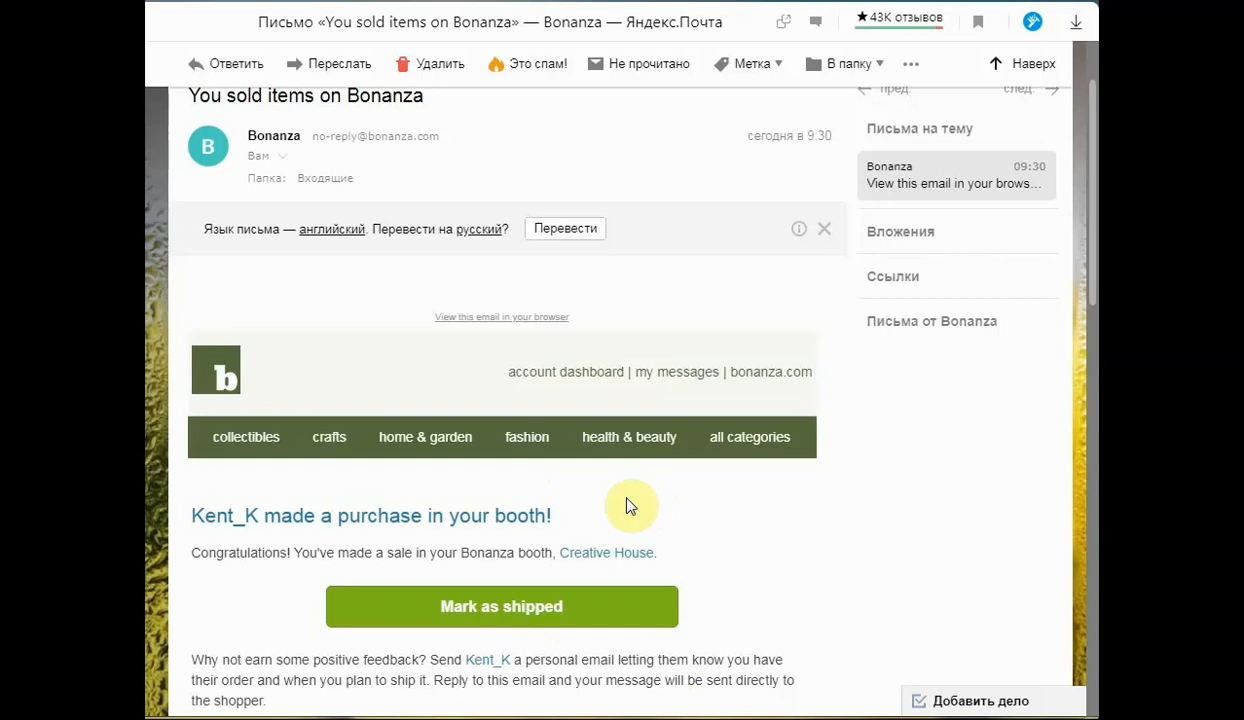 Письмо «You sold items on Bonanza» — Bonanza — Яндекс.Почта
★ 43K отзывов
Ответить Переслать Удалить Это спам! Не прочитано Метка В папку ••• Наверх
You sold items on Bonanza
пред. след.
B
Bonanza no-reply@bonanza.com сегодня в 9:30
Вам
Папка: Входящие
Письма на тему
Bonanza 09:30
View this email in your brows...
Язык письма — английский. Перевести на русский? Перевести
Вложения
Ссылки
Письма от Bonanza
View this email in your browser
b
account dashboard | my messages | bonanza.com
collectibles crafts home & garden fashion health & beauty all categories
Kent_K made a purchase in your booth!
Congratulations! You've made a sale in your Bonanza booth, Creative House.
Mark as shipped
Why not earn some positive feedback? Send Kent_K a personal email letting them know you have
their order and when you plan to ship it. Reply to this email and your message will be sent directly to
the shopper.
Добавить дело